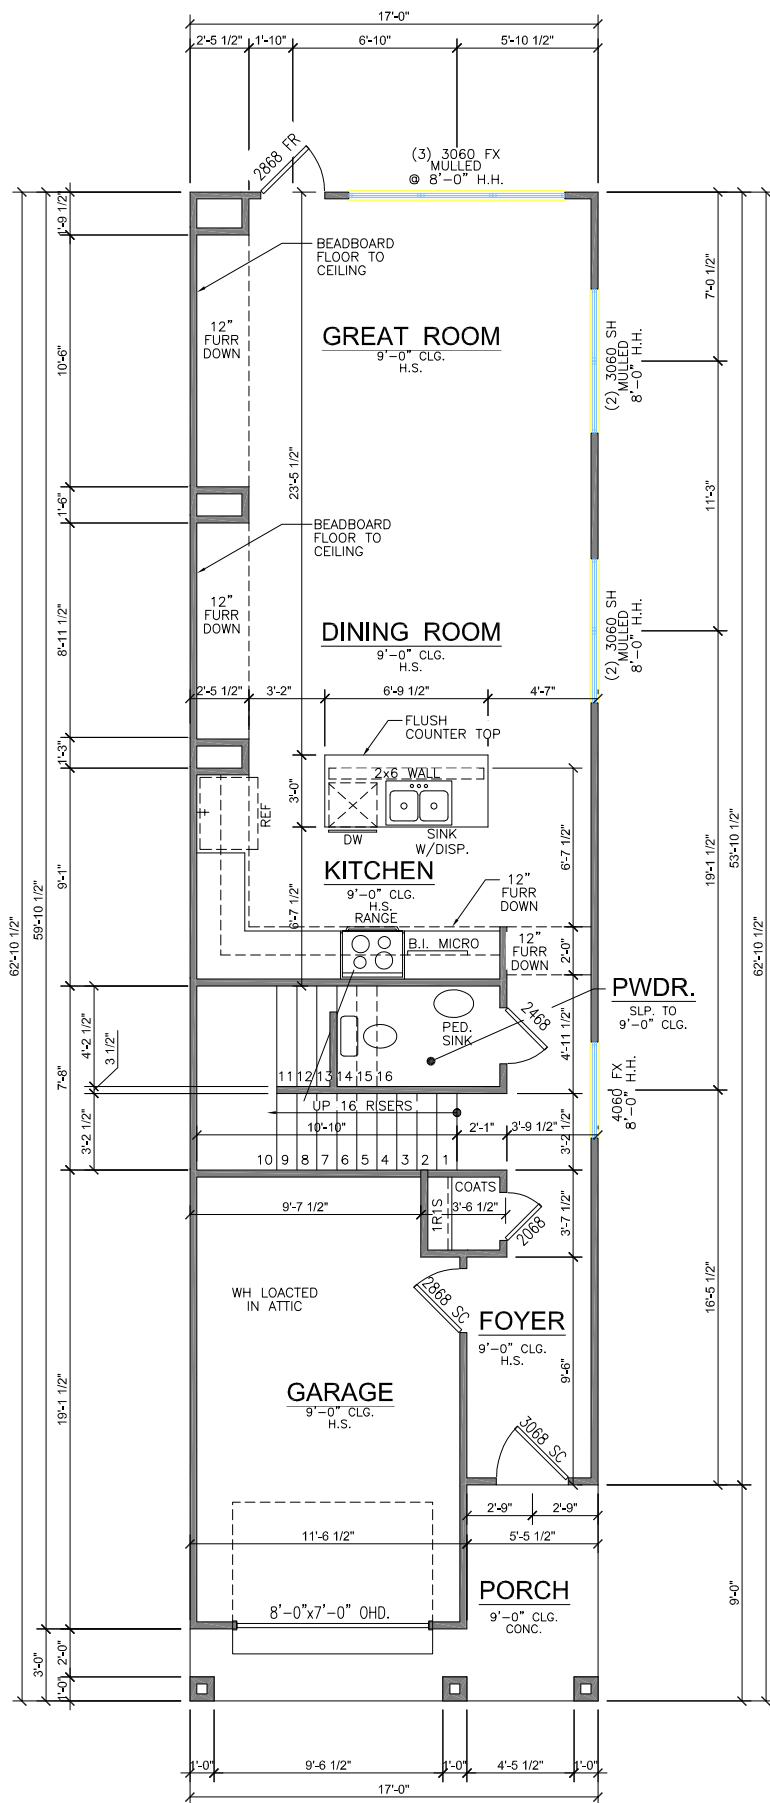 17'-0"
2'-5 1/2"
1'-10"
6'-10"
5'-10 1/2"
2868 FR
(3) 3060 FX
MULLED
@ 8'-0" H.H.
1'-9 1/2"
BEADBOARD
FLOOR TO
CEILING
7'-0 1/2"
12"
FURR
DOWN
GREAT ROOM
9'-0" CLG.
H.S.
(2) 3060 SH
MULLED
8'-0" H.H.
10'-6"
23'-5 1/2"
11'-3"
1'-6"
BEADBOARD
FLOOR TO
CEILING
12"
FURR
DOWN
8'-11 1/2"
DINING ROOM
9'-0" CLG.
H.S.
(2) 3060 SH
MULLED
8'-0" H.H.
2'-5 1/2"
3'-2"
6'-9 1/2"
4'-7"
FLUSH
COUNTER TOP
1'-3"
2x6 WALL
3'-0"
REF
DW
SINK
W/DISP.
6'-7 1/2"
19'-1 1/2"
53'-10 1/2"
KITCHEN
9'-0" CLG.
H.S.
RANGE
12"
FURR
DOWN
9'-1"
59'-10 1/2"
62'-10 1/2"
62'-10 1/2"
6'-7 1/2"
B.I. MICRO
12"
FURR
DOWN
2'-0"
PWDR.
SLP. TO
9'-0" CLG.
2468
PED.
SINK
4'-2 1/2"
3 1/2"
7'-8"
4'-11 1/2"
4060 FX
8'-0" H.H.
11 12 13 14 15 16
UP 16 RISERS
10'-10"
2'-1"
3'-9 1/2"
3'-2 1/2"
3'-2 1/2"
10 9 8 7 6 5 4 3 2 1
COATS
1R1S
9'-7 1/2"
3'-6 1/2"
2068
3'-7 1/2"
WH LOACTED
IN ATTIC
2868 SC
FOYER
9'-0" CLG.
H.S.
16'-5 1/2"
9'-6"
GARAGE
9'-0" CLG.
H.S.
19'-1 1/2"
3068 SC
2'-9"
2'-9"
11'-6 1/2"
5'-5 1/2"
PORCH
9'-0" CLG.
CONC.
8'-0"x7'-0" OHD.
9'-0"
3'-0"
2'-0"
1'-0"
1'-0"
9'-6 1/2"
1'-0"
4'-5 1/2"
1'-0"
17'-0"